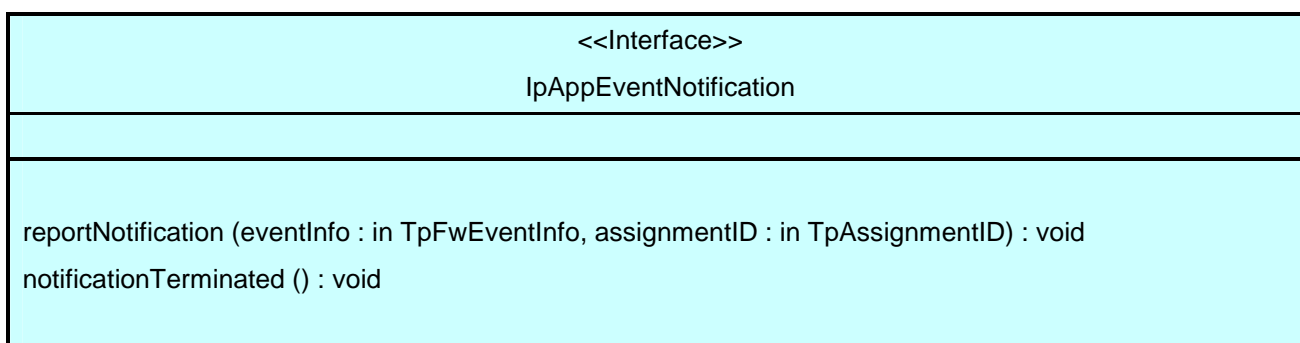 <<Interface>>
IpAppEventNotification
reportNotification (eventInfo : in TpFwEventInfo, assignmentID : in TpAssignmentID) : void
notificationTerminated () : void